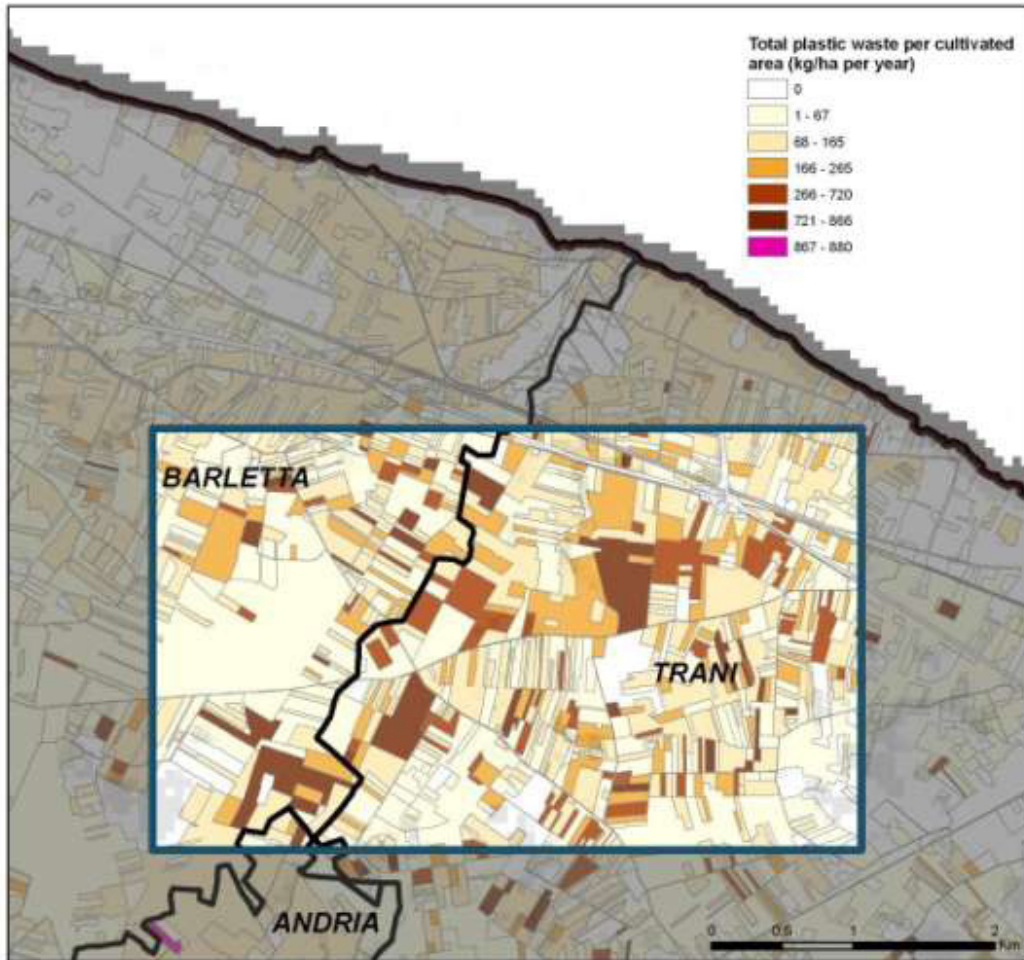 Total plastic waste per cultivated
area (kg/ha per year)
0
1 - 67
68 - 165
166 - 265
266 - 720
721 - 866
867 - 880
BARLETTA
TRANI
ANDRIA
0 0,5 1 2
Km